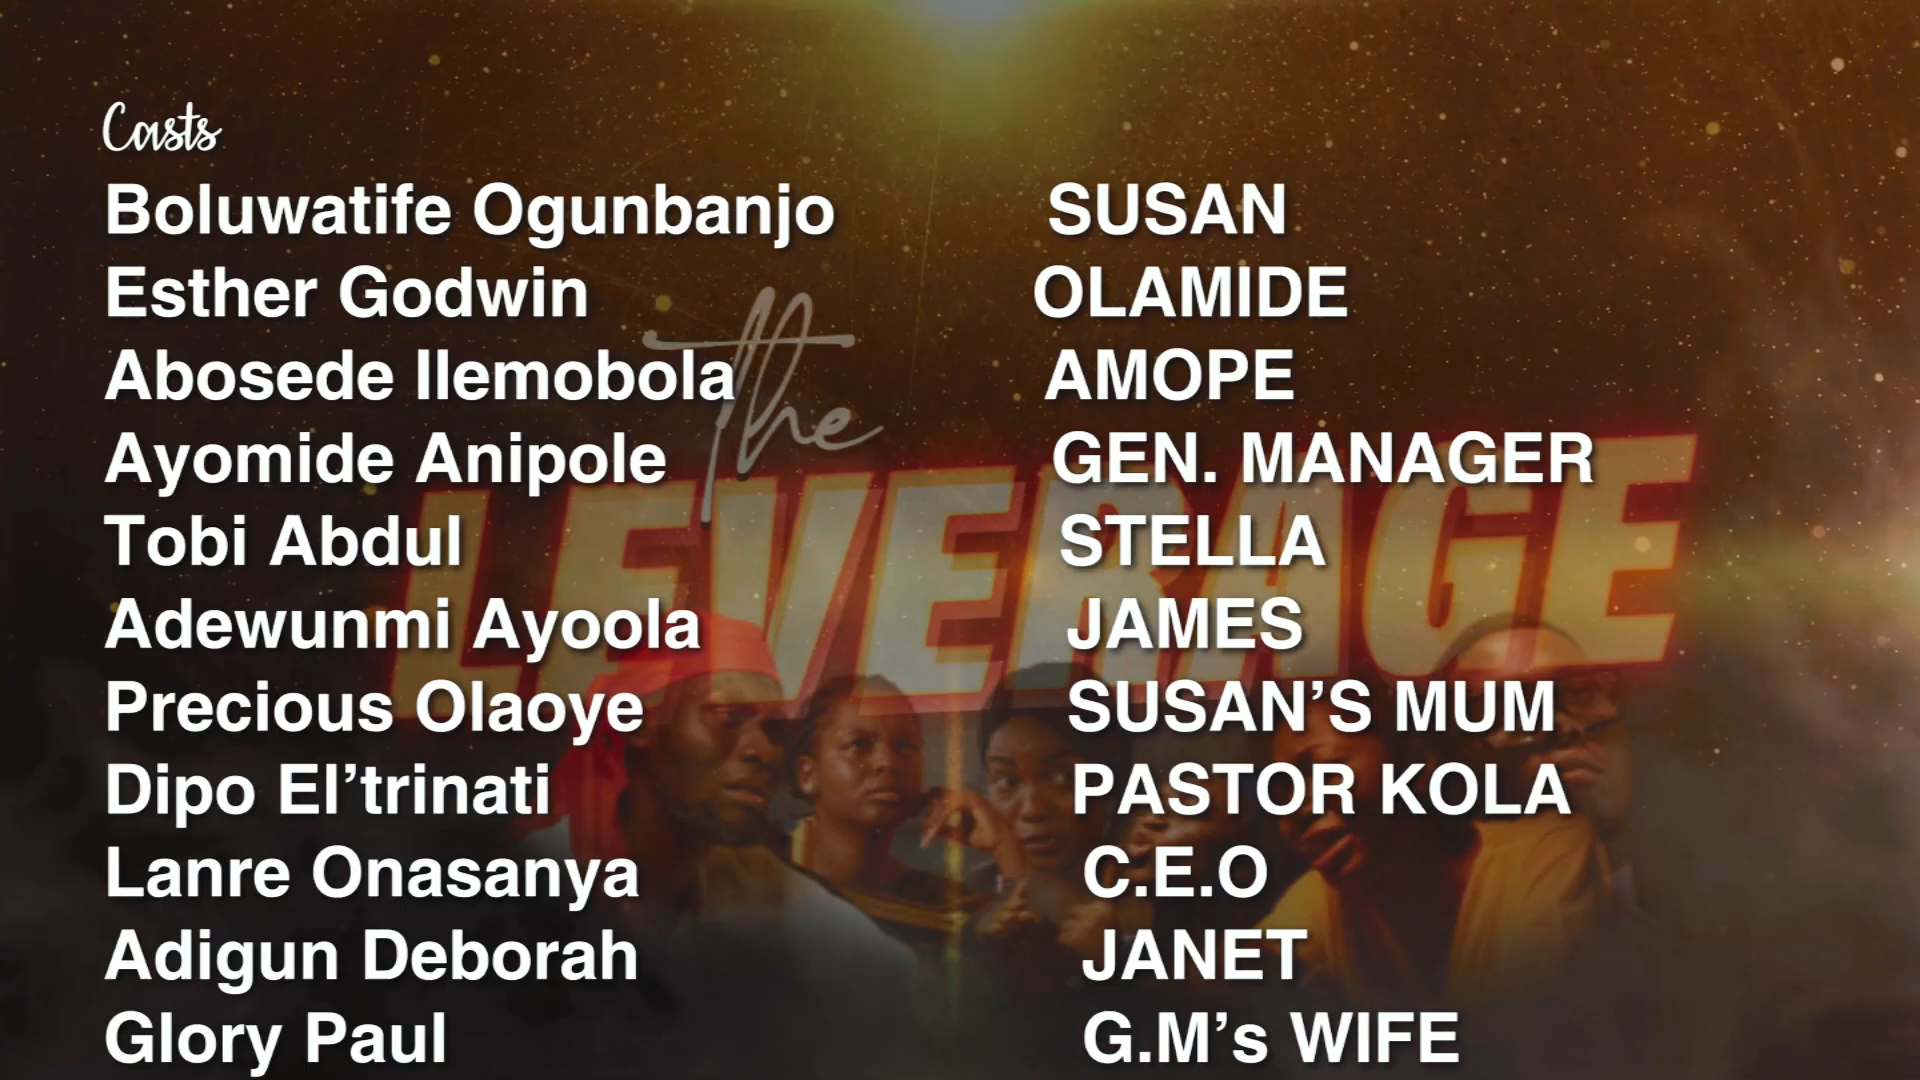 Casts
Boluwatife Ogunbanjo SUSAN
Esther Godwin OLAMIDE
Abosede Ilemobola AMOPE
Ayomide Anipole GEN. MANAGER
Tobi Abdul STELLA
Adewunmi Ayoola JAMES
Precious Olaoye SUSAN’S MUM
Dipo El’trinati PASTOR KOLA
Lanre Onasanya C.E.O
Adigun Deborah JANET
Glory Paul G.M’s WIFE
The
LEVERAGE